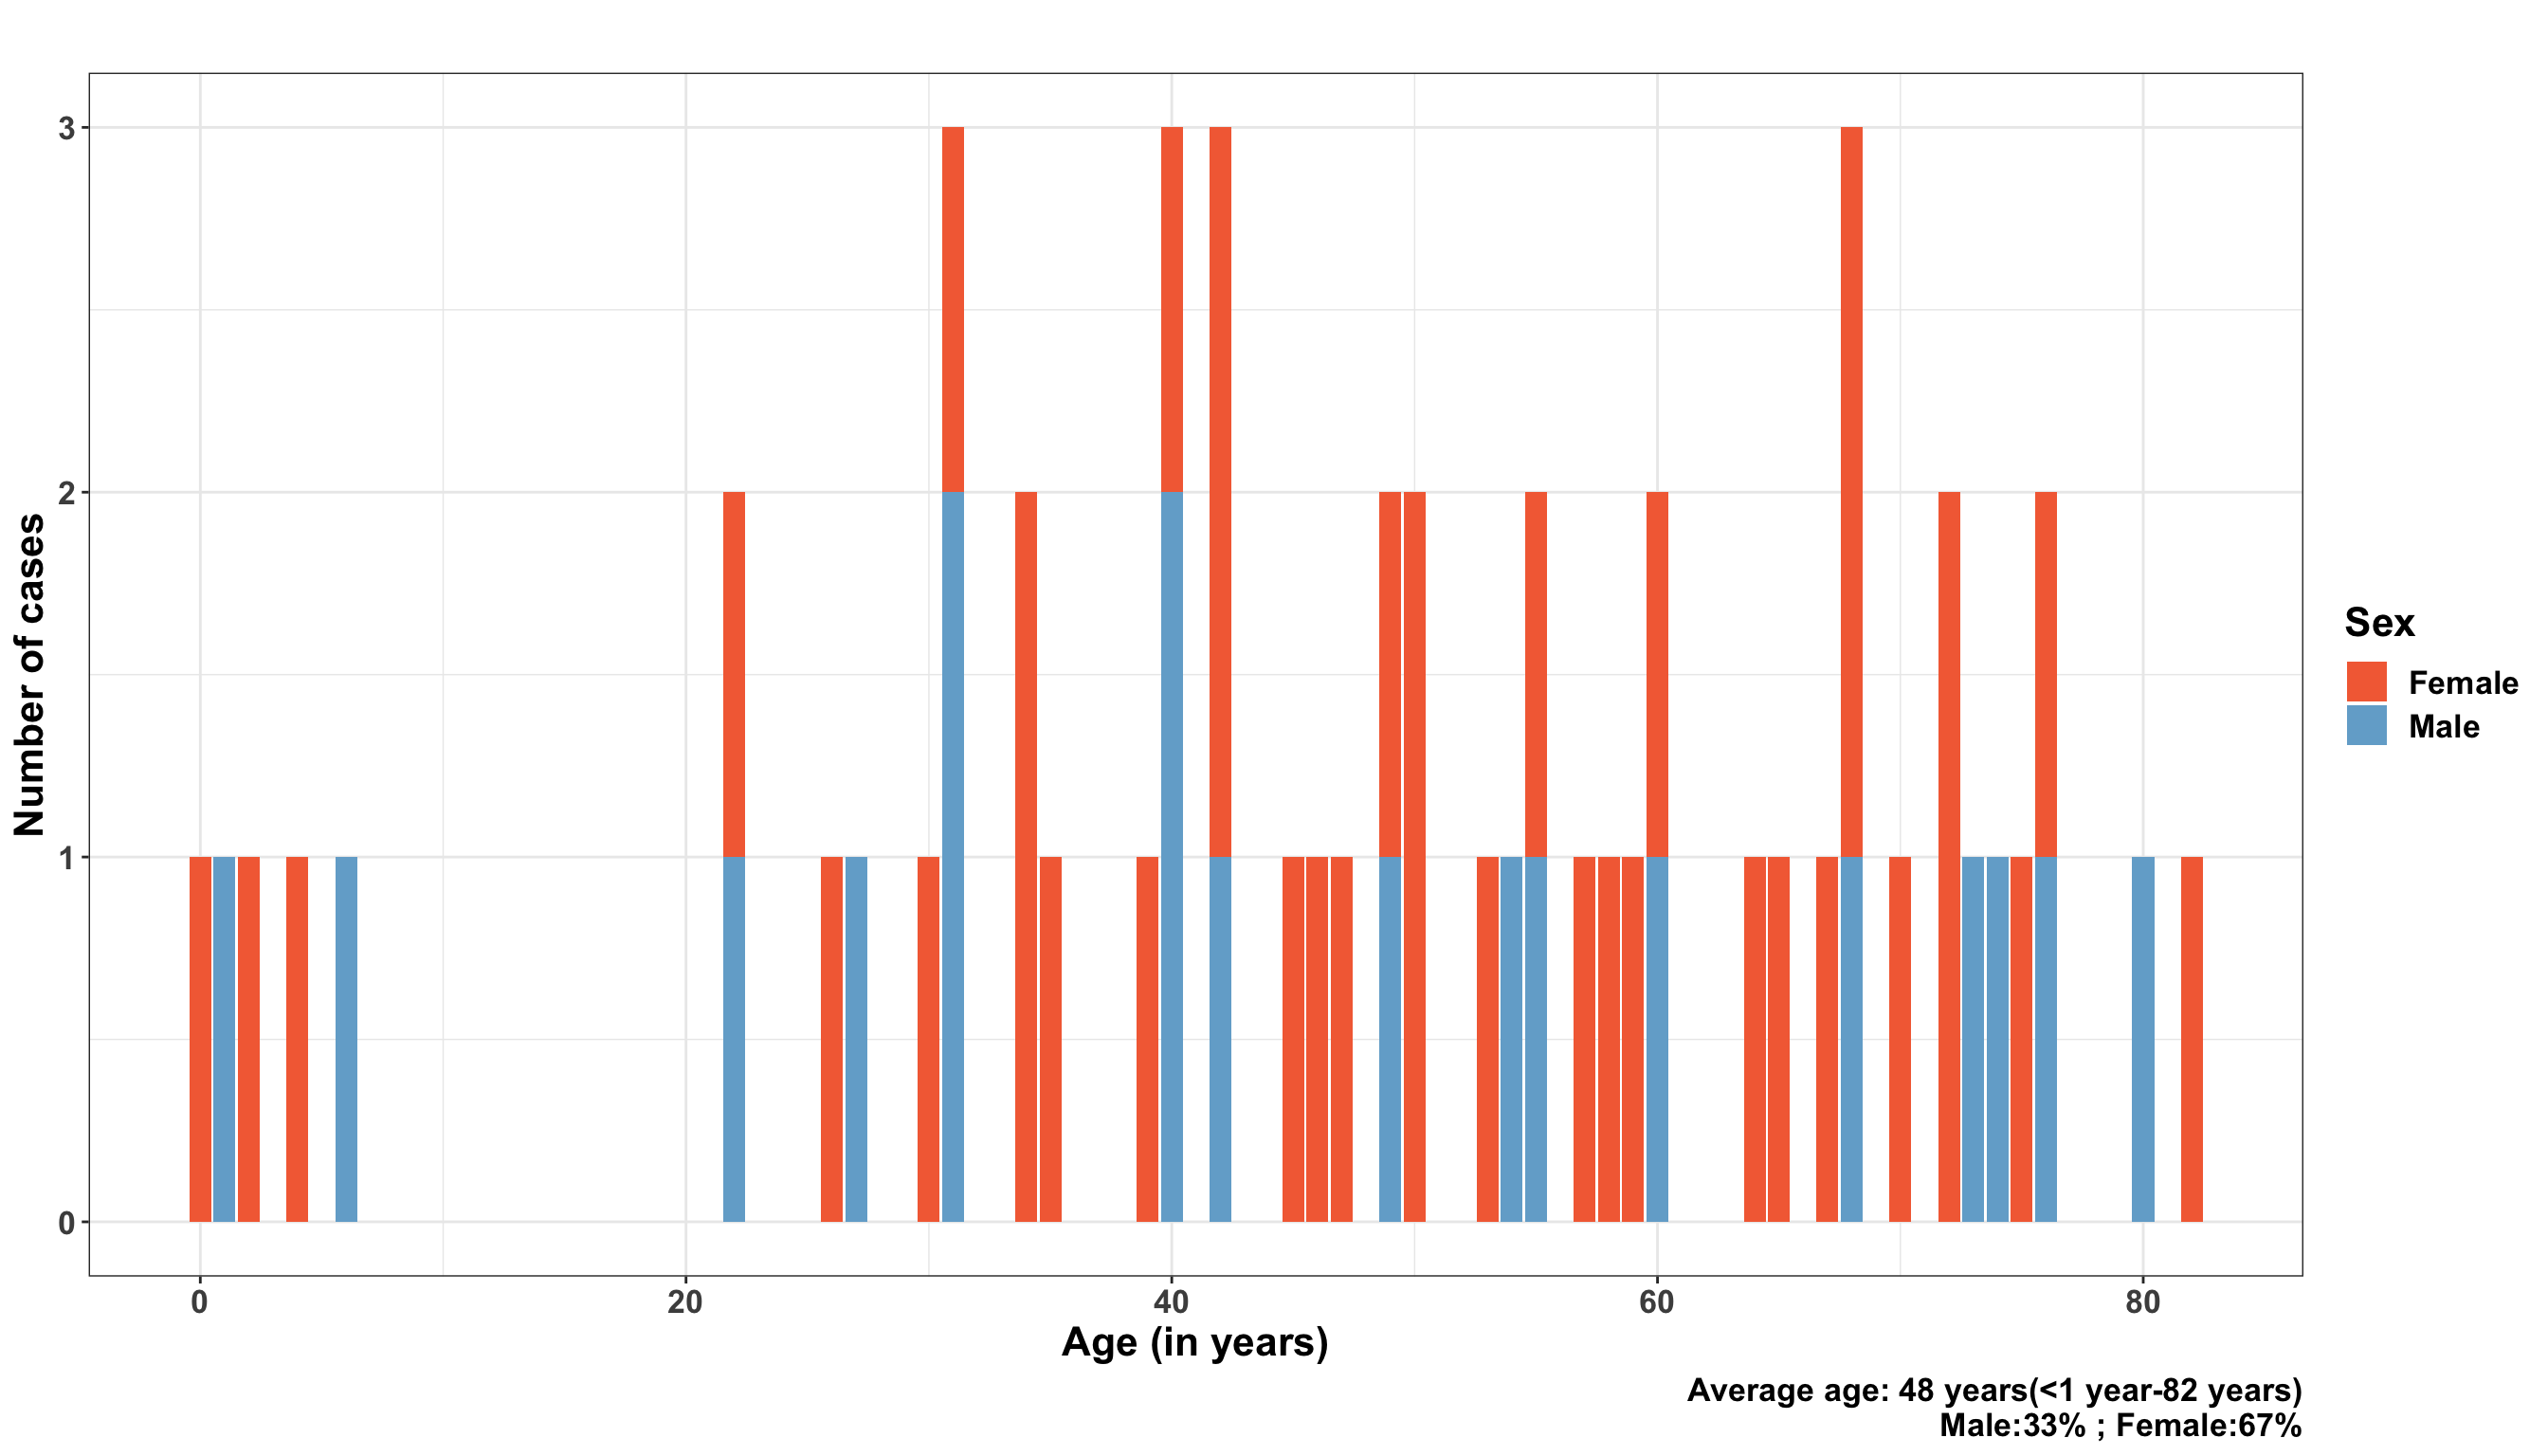 3
2
1
0
Number of cases
0 20 40 60 80
Age (in years)
Sex
Female
Male
Average age: 48 years(<1 year-82 years)
Male:33% ; Female:67%